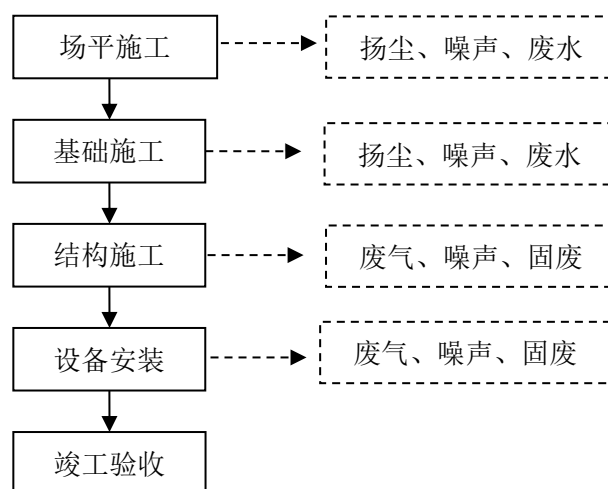 场平施工
扬尘、噪声、废水
基础施工
扬尘、噪声、废水
结构施工
废气、噪声、固废
设备安装
废气、噪声、固废
竣工验收